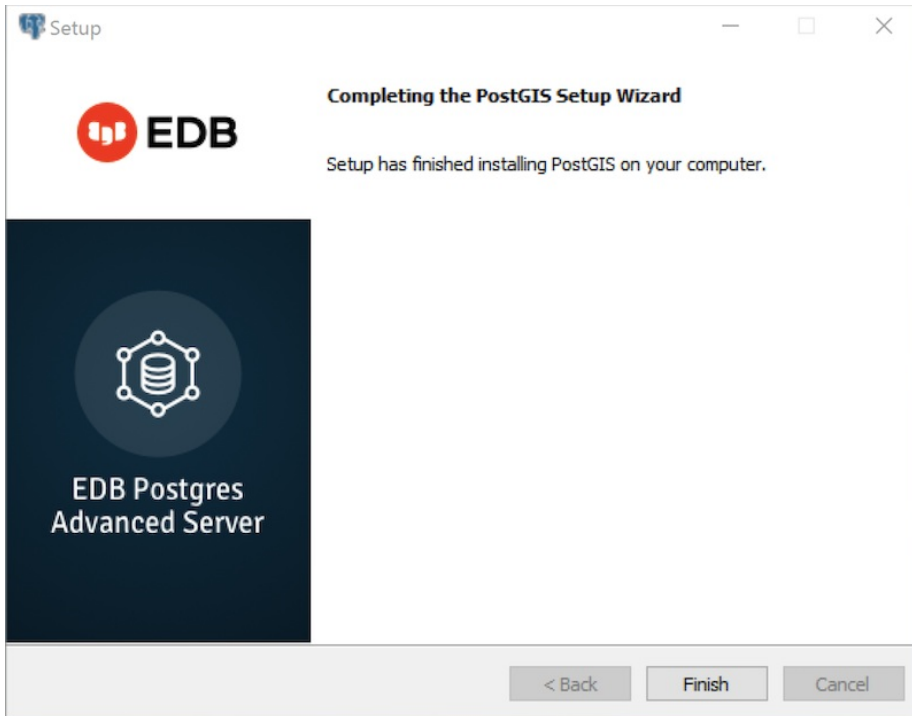 Setup
EDB
Completing the PostGIS Setup Wizard
Setup has finished installing PostGIS on your computer.
EDB Postgres
Advanced Server
< Back
Finish
Cancel